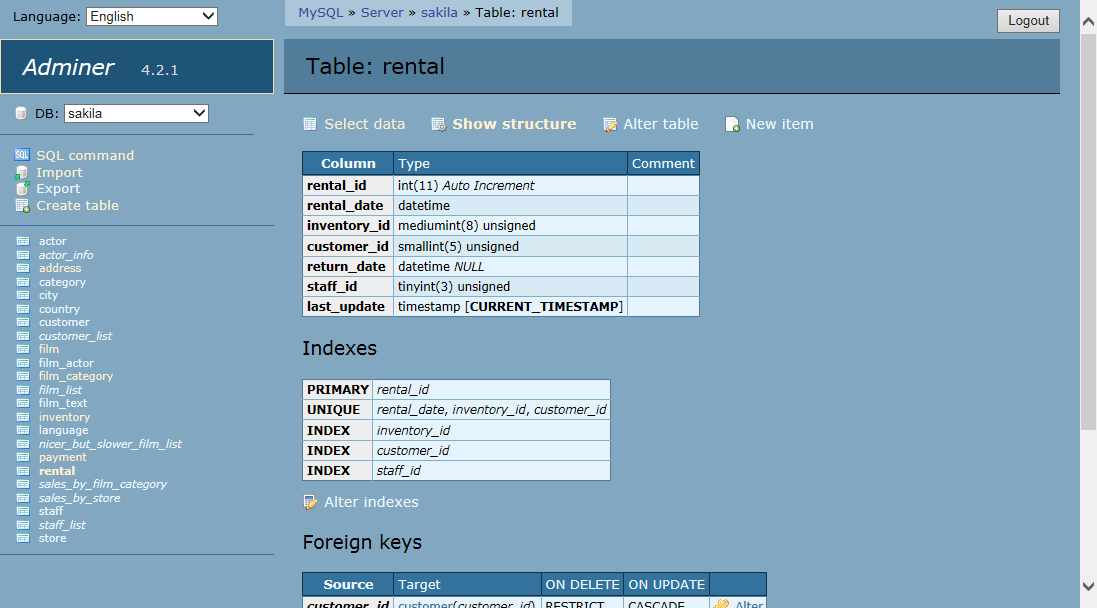 Language: English
MySQL » Server » sakila » Table: rental
Logout
Adminer 4.2.1
Table: rental
DB: sakila
Select data Show structure Alter table New item
SQL SQL command
Import
Export
Create table
actor
actor_info
address
category
city
country
customer
customer_list
film
film_actor
film_category
film_list
film_text
inventory
language
nicer_but_slower_film_list
payment
rental
sales_by_film_category
sales_by_store
staff
staff_list
store
Column Type Comment
rental_id int(11) Auto Increment
rental_date datetime
inventory_id mediumint(8) unsigned
customer_id smallint(5) unsigned
return_date datetime NULL
staff_id tinyint(3) unsigned
last_update timestamp [CURRENT_TIMESTAMP]
Indexes
PRIMARY rental_id
UNIQUE rental_date, inventory_id, customer_id
INDEX inventory_id
INDEX customer_id
INDEX staff_id
Alter indexes
Foreign keys
Source Target ON DELETE ON UPDATE
customer_id customer(customer_id) RESTRICT CASCADE Alter